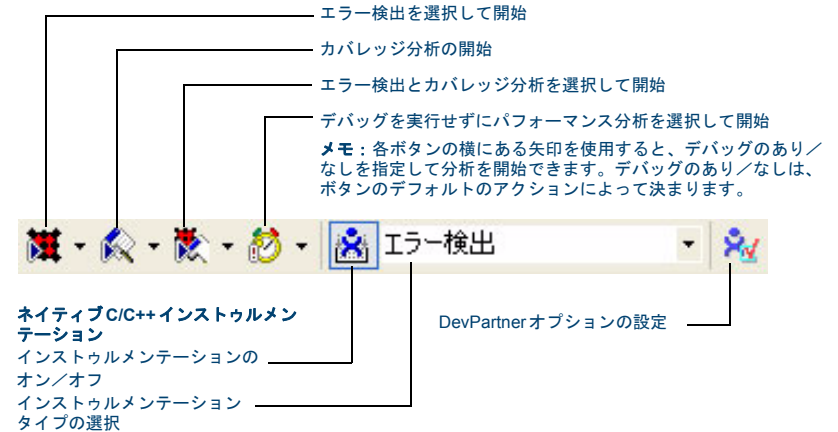 エラー検出を選択して開始
カバレッジ分析の開始
エラー検出とカバレッジ分析を選択して開始
デバッグを実行せずにパフォーマンス分析を選択して開始
メモ：各ボタンの横にある矢印を使用すると、デバッグのあり／
なしを指定して分析を開始できます。デバッグのあり／なしは、
ボタンのデフォルトのアクションによって決まります。
エラー検出
ネイティブ C/C++ インストゥルメン
テーション
インストゥルメンテーションの
オン／オフ
インストゥルメンテーション
タイプの選択
DevPartner オプションの設定